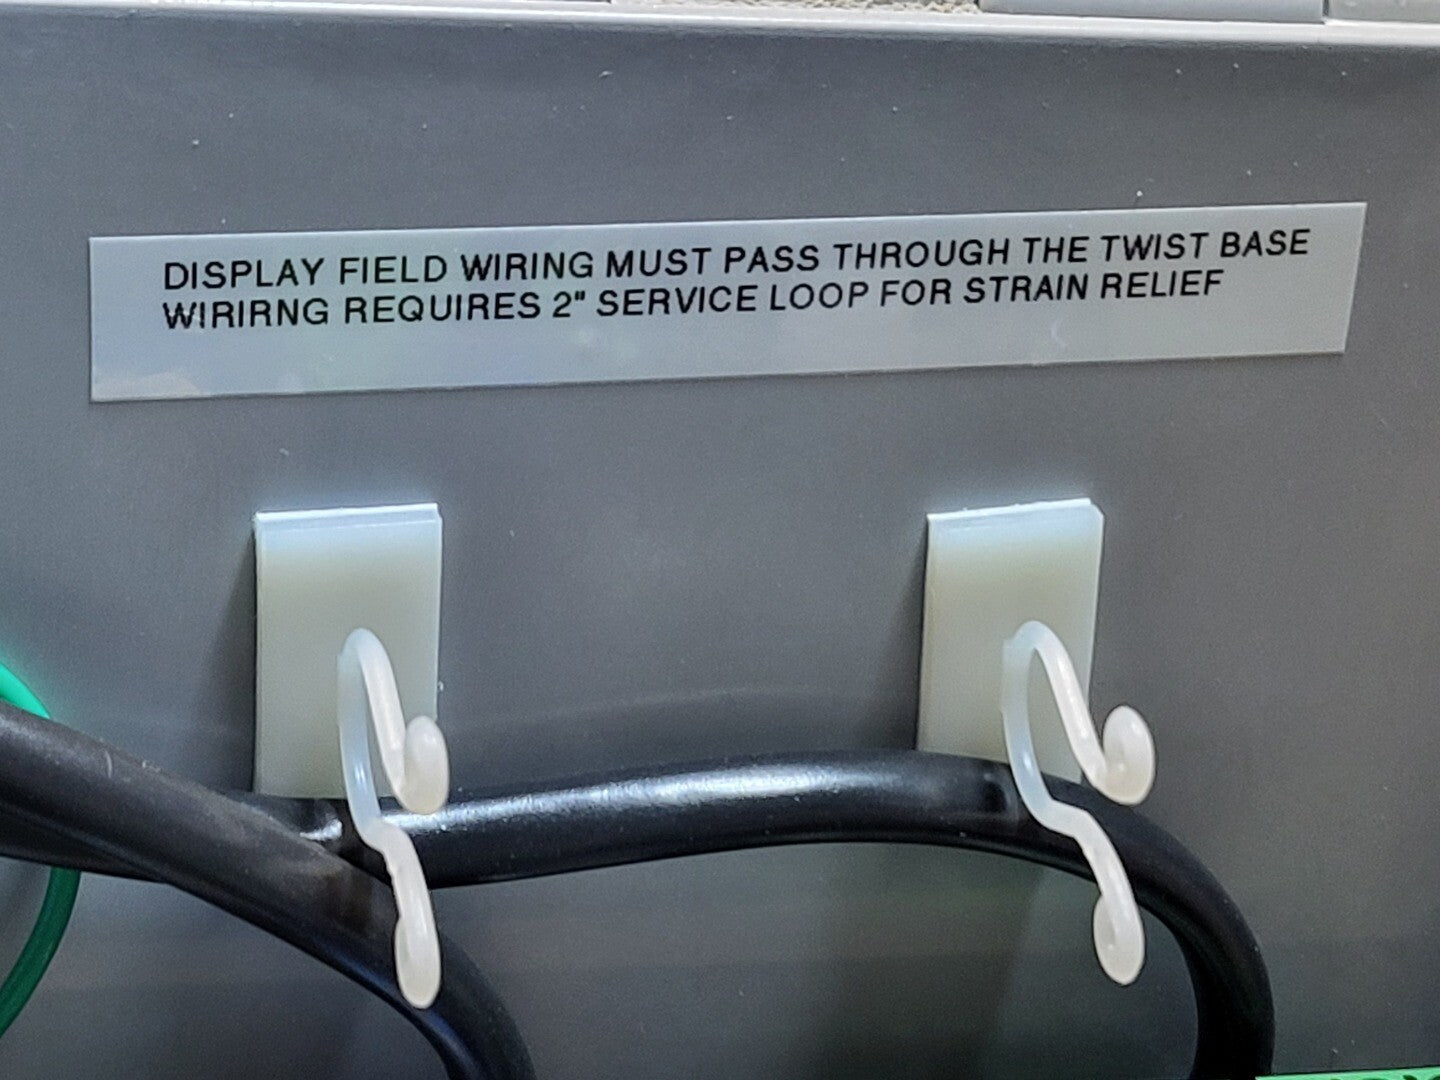 DISPLAY FIELD WIRING MUST PASS THROUGH THE TWIST BASE
WIRIRNG REQUIRES 2" SERVICE LOOP FOR STRAIN RELIEF